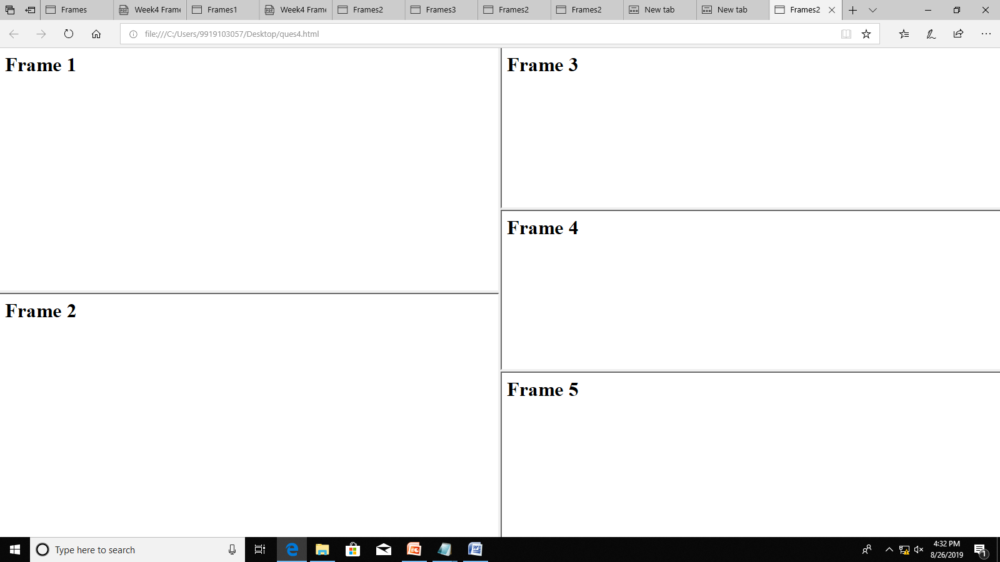 Frames
Week4 Frame
Frames1
Week4 Frame
Frames2
Frames3
Frames2
Frames2
New tab
New tab
Frames2
file:///C:/Users/9919103057/Desktop/ques4.html
Frame 1
Frame 2
Frame 3
Frame 4
Frame 5
Type here to search
4:32 PM
8/26/2019
1